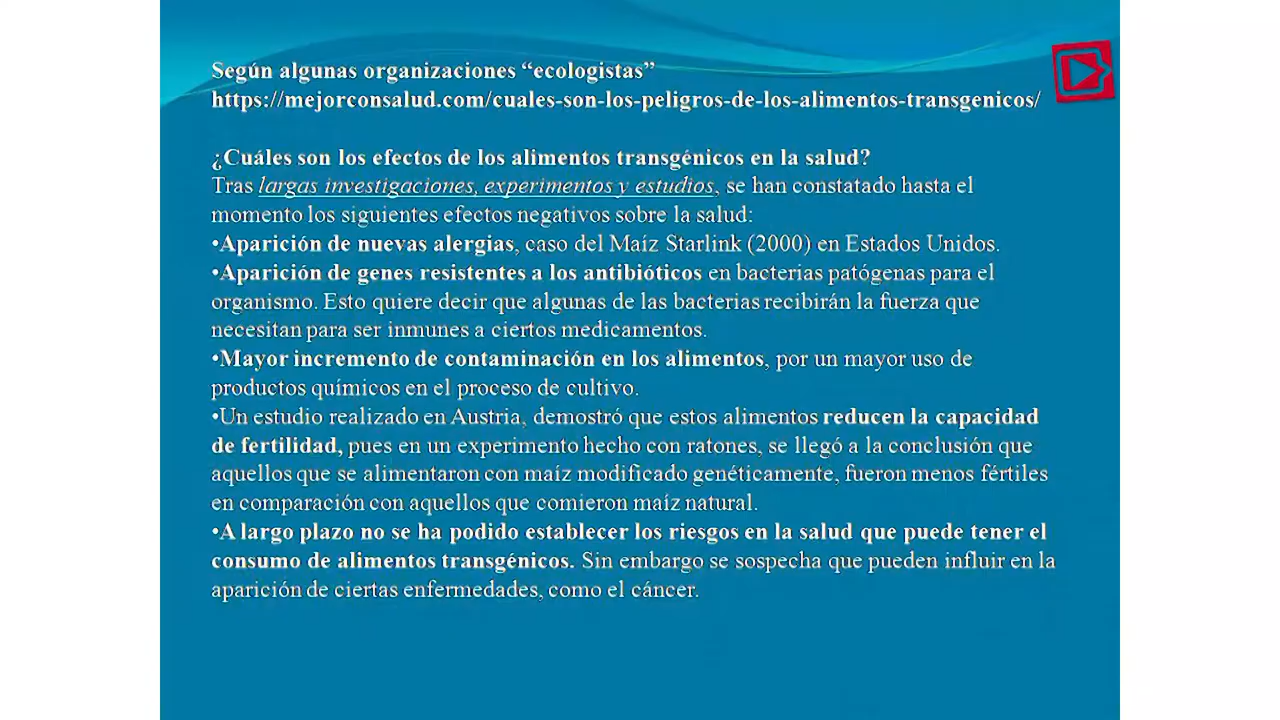 Según algunas organizaciones “ecologistas”
https://mejorconsalud.com/cuales-son-los-peligros-de-los-alimentos-transgenicos/
¿Cuáles son los efectos de los alimentos transgénicos en la salud?
Tras largas investigaciones, experimentos y estudios, se han constatado hasta el
momento los siguientes efectos negativos sobre la salud:
•Aparición de nuevas alergias, caso del Maíz Starlink (2000) en Estados Unidos.
•Aparición de genes resistentes a los antibióticos en bacterias patógenas para el
organismo. Esto quiere decir que algunas de las bacterias recibirán la fuerza que
necesitan para ser inmunes a ciertos medicamentos.
•Mayor incremento de contaminación en los alimentos, por un mayor uso de
productos químicos en el proceso de cultivo.
•Un estudio realizado en Austria, demostró que estos alimentos reducen la capacidad
de fertilidad, pues en un experimento hecho con ratones, se llegó a la conclusión que
aquellos que se alimentaron con maíz modificado genéticamente, fueron menos fértiles
en comparación con aquellos que comieron maíz natural.
•A largo plazo no se ha podido establecer los riesgos en la salud que puede tener el
consumo de alimentos transgénicos. Sin embargo se sospecha que pueden influir en la
aparición de ciertas enfermedades, como el cáncer.